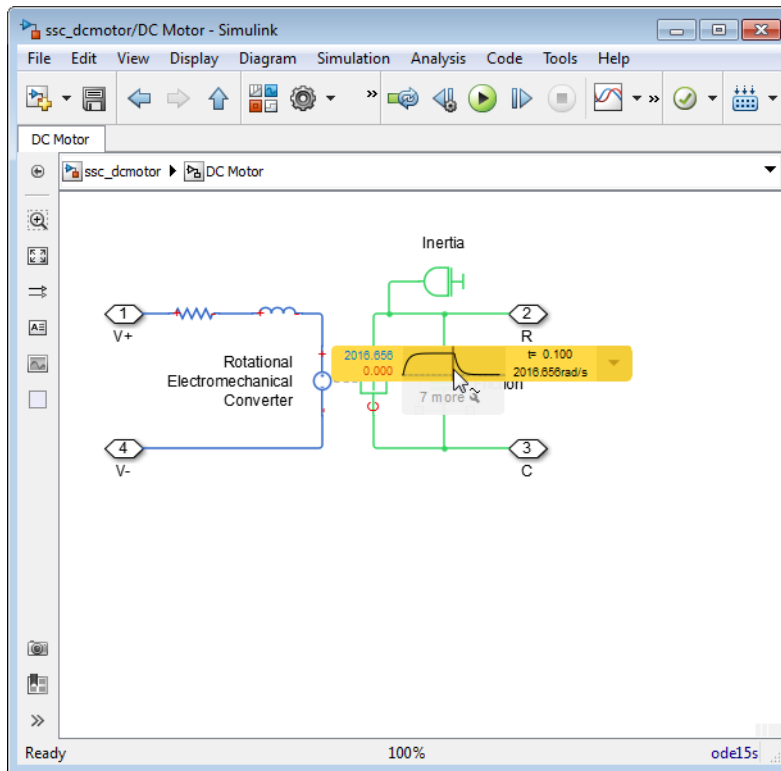 ssc_dcmotor/DC Motor - Simulink
File Edit View Display Diagram Simulation Analysis Code Tools Help
» »
DC Motor
ssc_dcmotor DC Motor
Inertia
1
2
V+
R
2016.656
t= 0.100
0.000
2016.656rad/s
Rotational
Electromechanical
Converter
7 more
ion
C
4
3
V-
C
Ready 100% ode15s